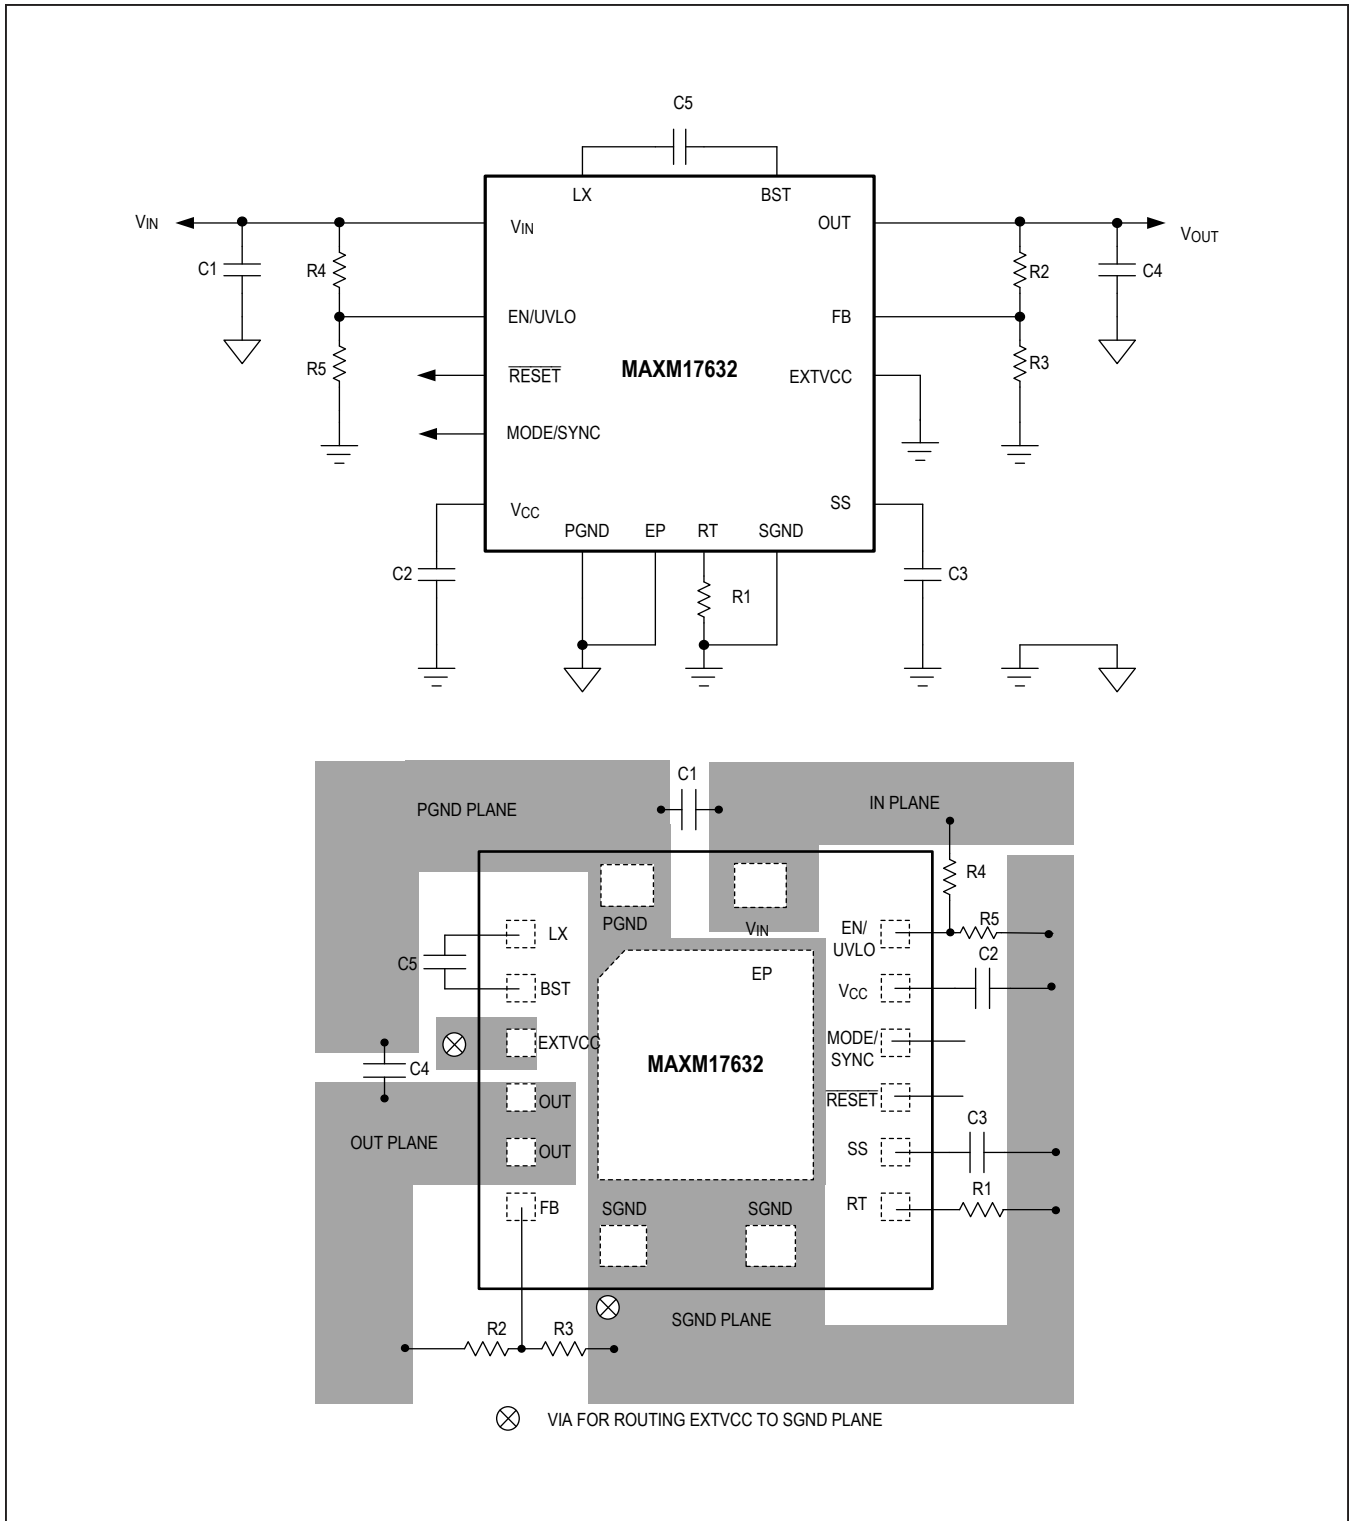 C5
LX BST
VIN VIN OUT VOUT
C1 R4 R2 C4
EN/UVLO FB
R5 RESET MAXM17632 EXTVCC R3
MODE/SYNC
VCC SS
PGND EP RT SGND
C2 R1 C3
C1
PGND PLANE IN PLANE
R4
PGND VIN EN/ R5
LX UVLO
C5 EP C2
BST VCC
EXTVCC MODE/
MAXM17632 SYNC
C4
OUT RESET
C3
OUT PLANE OUT SS
R1
FB SGND SGND RT
SGND PLANE
R2 R3
VIA FOR ROUTING EXTVCC TO SGND PLANE